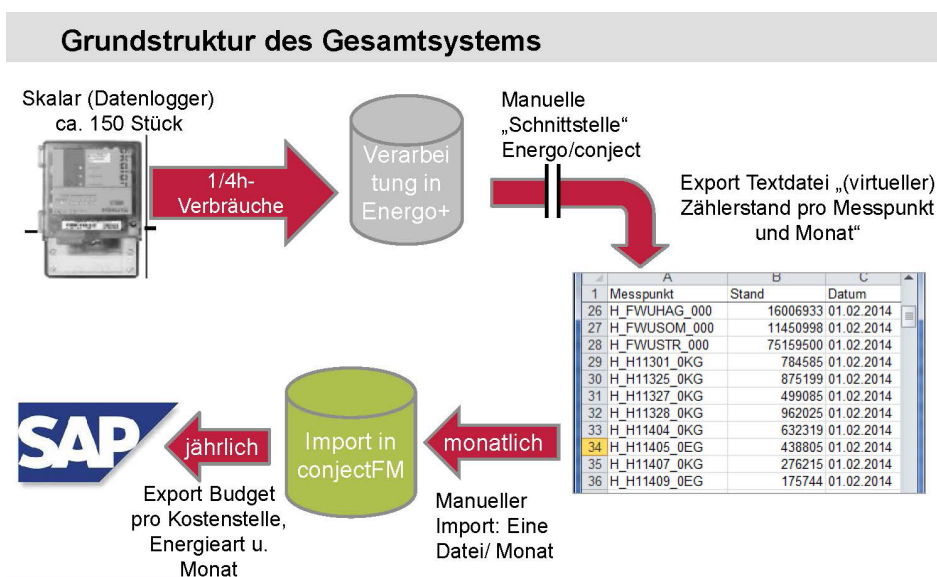 Grundstruktur des Gesamtsystems
Skalar (Datenlogger)
ca. 150 Stück
1/4h-
Verbräuche
Verarbei
tung in
Energo+
Manuelle
„Schnittstelle“
Energo/conject
Export Textdatei „(virtueller)
Zählerstand pro Messpunkt
und Monat“
A B C
1 Messpunkt Stand Datum
26 H_FWUHAG_000 16006933 01.02.2014
27 H_FWUSOM_000 11450998 01.02.2014
28 H_FWUSTR_000 75159500 01.02.2014
29 H_H11301_0KG 784585 01.02.2014
30 H_H11325_0KG 875199 01.02.2014
31 H_H11327_0KG 499085 01.02.2014
32 H_H11328_0KG 962025 01.02.2014
33 H_H11404_0KG 632319 01.02.2014
34 H_H11405_0EG 438805 01.02.2014
35 H_H11407_0KG 276215 01.02.2014
36 H_H11409_0EG 175744 01.02.2014
monatlich
Manueller
Import: Eine
Datei/ Monat
Import in
conjectFM
jährlich
Export Budget
pro Kostenstelle,
Energieart u.
Monat
SAP
skalar